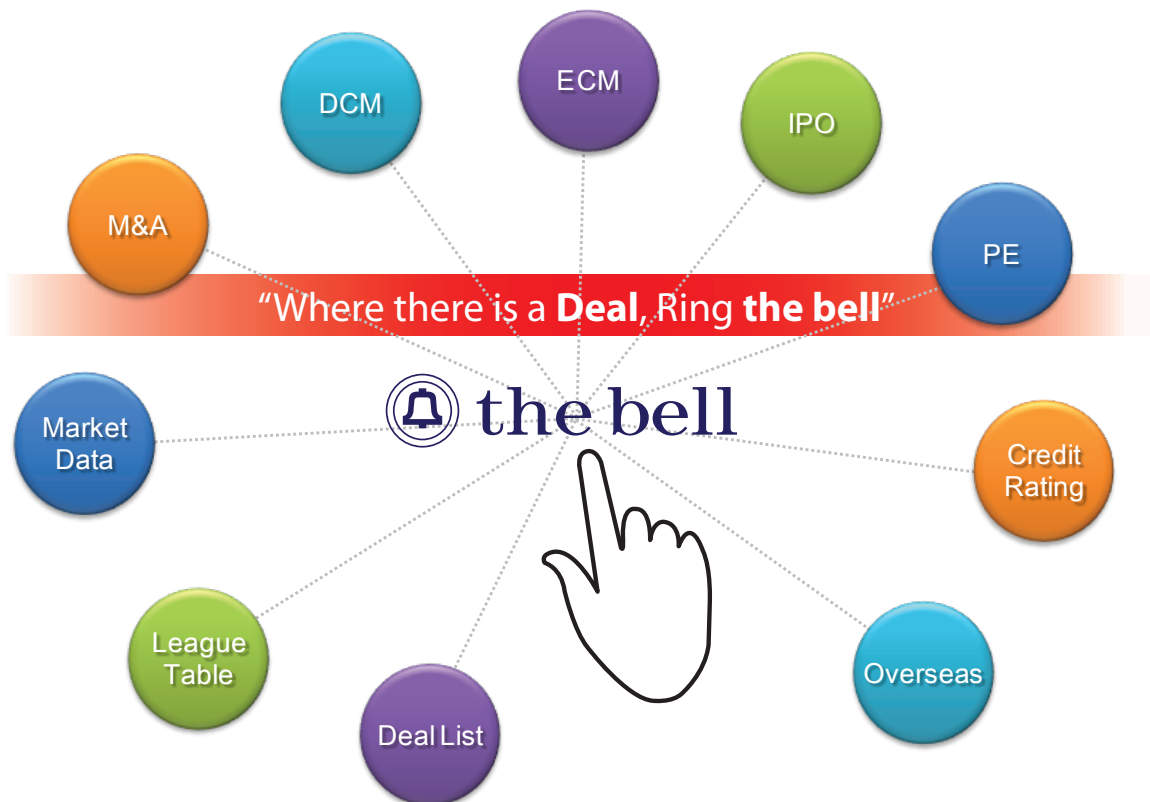 ECM
DCM
IPO
M&A
PE
“Where there is a Deal, Ring the bell”
the bell
Market
Data
Credit
Rating
League
Table
Overseas
Deal List